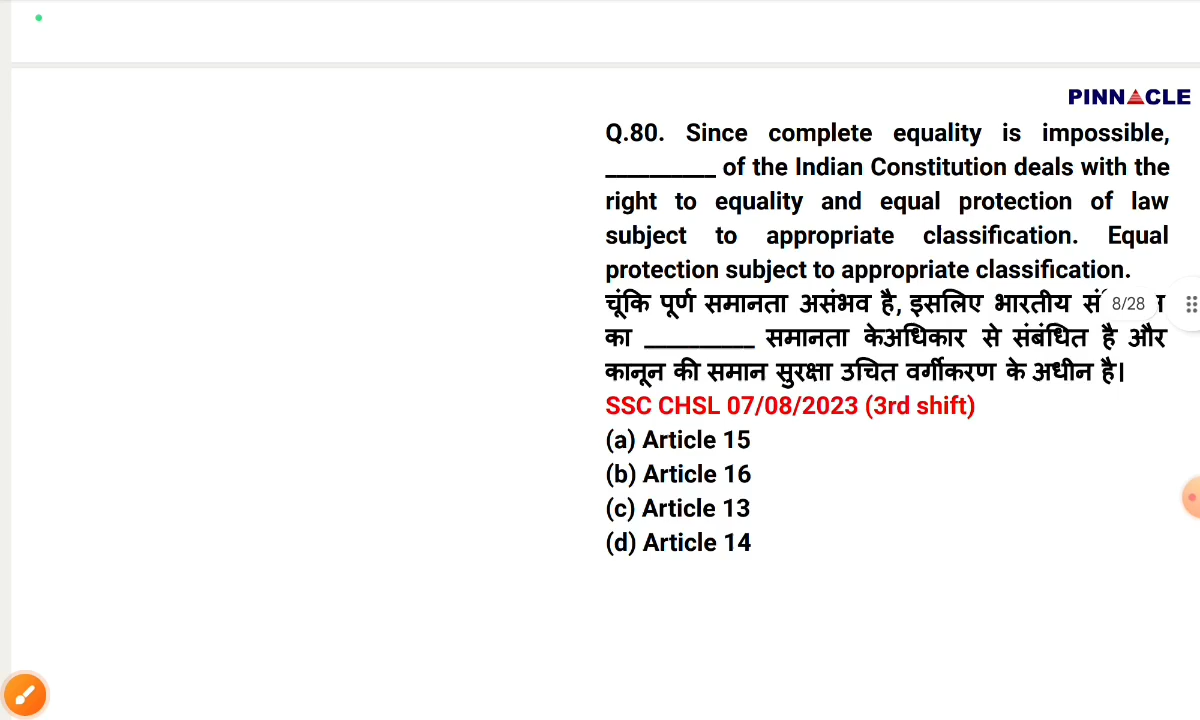 PINNACLE
Q.80. Since complete equality is impossible,
_________ of the Indian Constitution deals with the
right to equality and equal protection of law
subject to appropriate classification. Equal
protection subject to appropriate classification.
चूंकि पूर्ण समानता असंभव है, इसलिए भारतीय
8/28
का _________ समानता केअधिकार से संबंधित है और
कानून की समान सुरक्षा उचित वर्गीकरण के अधीन है।
SSC CHSL 07/08/2023 (3rd shift)
(a) Article 15
(b) Article 16
(c) Article 13
(d) Article 14